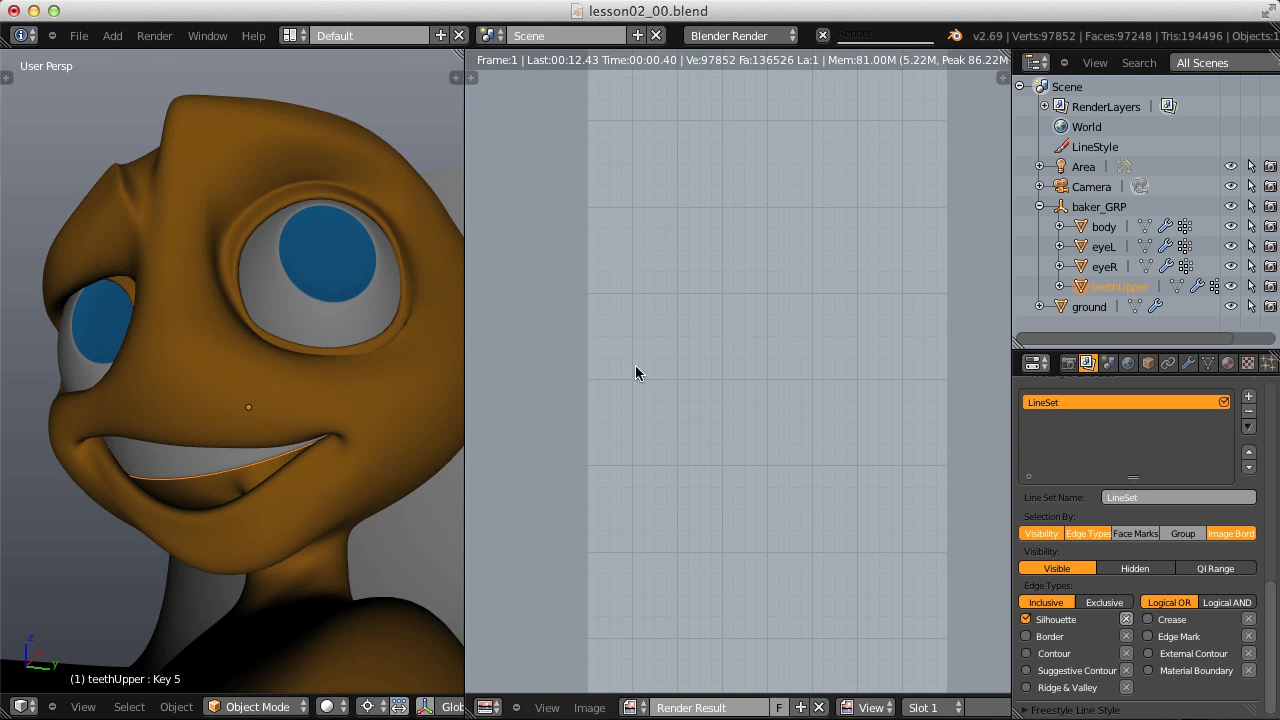 lesson02_00.blend
File Add Render Window Help Default Scene Blender Render v2.69 | Verts:97852 | Faces:97248 | Tris:194496 | Objects:1
User Persp
Frame:1 | Last:00:12.43 Time:00:00.40 | Ve:97852 Fa:136526 La:1 | Mem:81.00M (5.22M, Peak 86.22M
View Search All Scenes
Scene
RenderLayers |
World
LineStyle
Area |
Camera |
baker_GRP
body |
eyeL |
eyeR |
teethUpper |
ground |
LineSet
Line Set Name: LineSet
Selection By:
Visibility Edge Types Face Marks Group Image Bord
Visibility:
Visible Hidden QI Range
Edge Types:
Inclusive Exclusive Logical OR Logical AND
Silhouette Crease
Border Edge Mark
Contour External Contour
Suggestive Contour Material Boundary
Ridge & Valley
Freestyle Line Style
z
y
(1) teethUpper : Key 5
View Select Object Object Mode Glob
View Image Render Result F View Slot 1